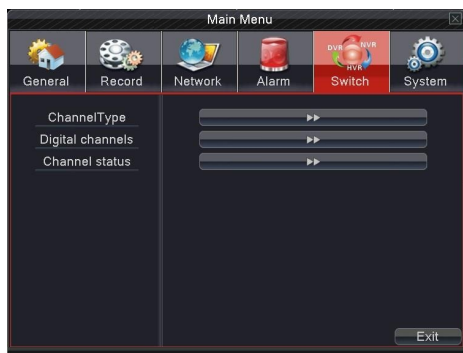 Main Menu
DVR NVR
HVR
General Record Network Alarm Switch System
ChannelType
Digital channels
Channel status
Exit